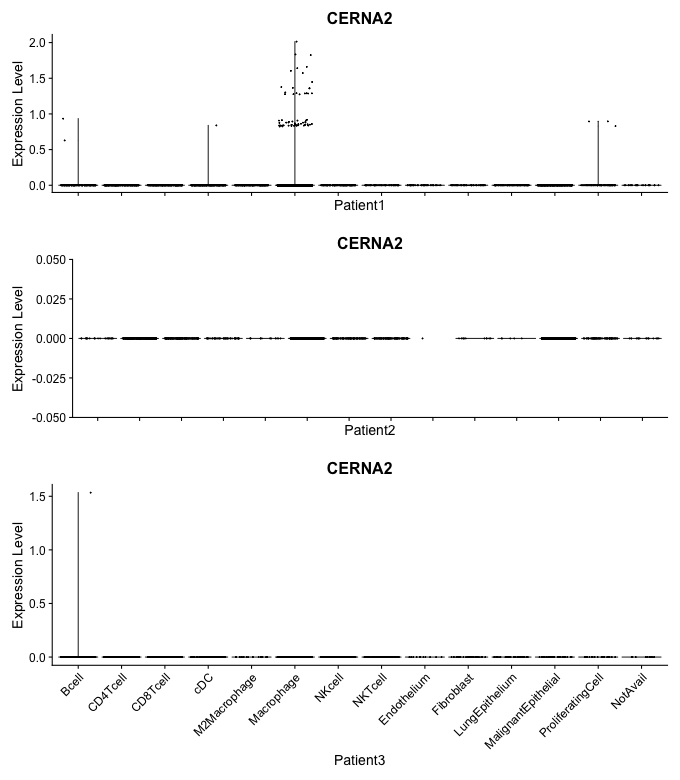 CERNA2
2.0
1.5
1.0
0.5
0.0
Expression Level
Patient1
CERNA2
0.050
0.025
0.000
-0.025
-0.050
Expression Level
Patient2
CERNA2
1.5
1.0
0.5
0.0
Expression Level
Bcell
CD4Tcell
CD8Tcell
cDC
M2Macrophage
Macrophage
NKcell
NKTcell
Endothelium
Fibroblast
LungEpithelium
MalignantEpithelial
ProliferatingCell
NotAvail
Patient3